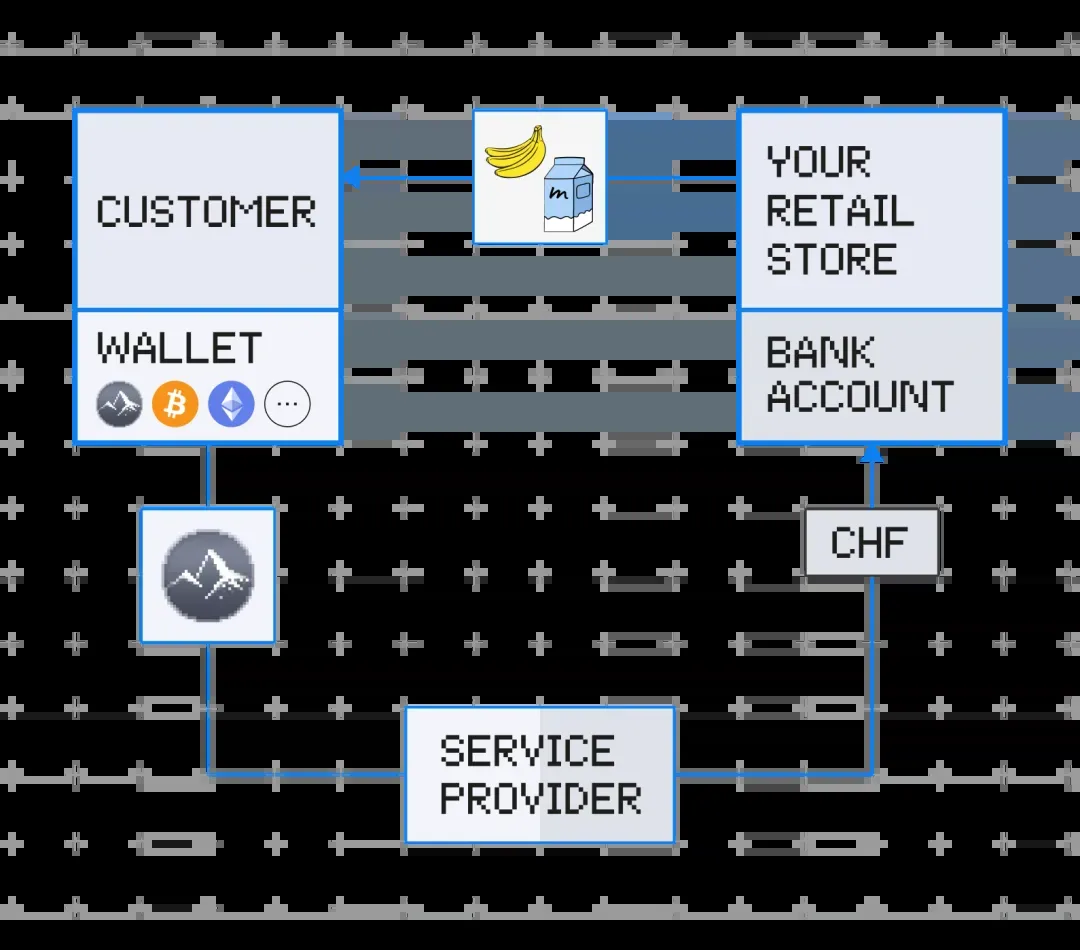 CUSTOMER
WALLET
...
m
YOUR
RETAIL
STORE
BANK
ACCOUNT
CHF
SERVICE
PROVIDER